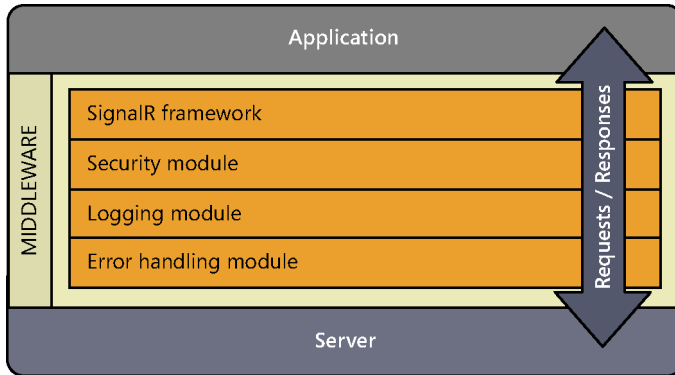 Application
MIDDLEWARE
SignalR framework
Security module
Logging module
Error handling module
Requests / Responses
Server